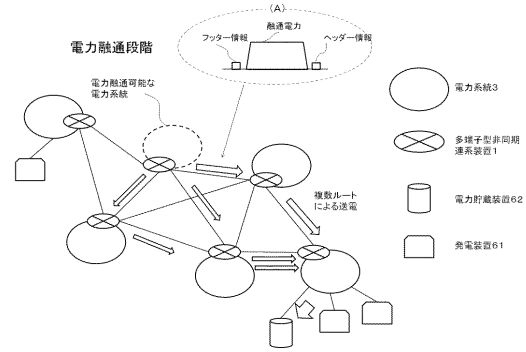 (A)
融通電力
フッター情報
ヘッダー情報
電力融通段階
電力融通可能な
電力系統
複数ルート
による送電
電力系統3
多端子型非同期
連系装置1
電力貯蔵装置62
発電装置61